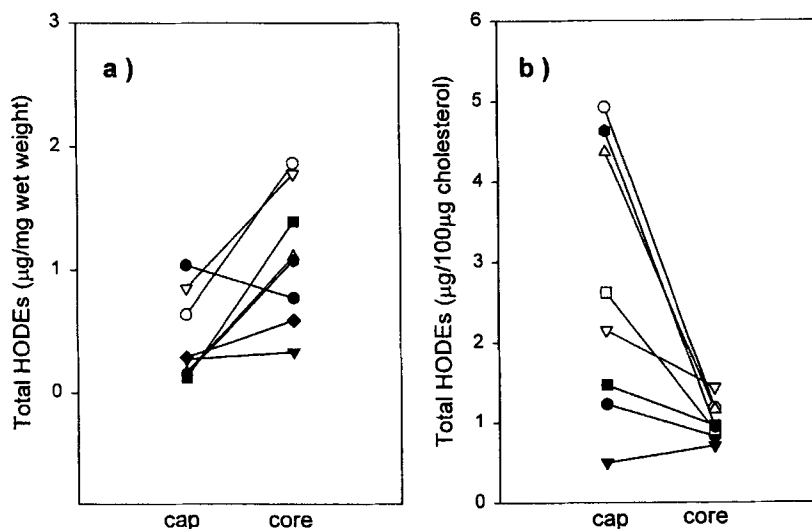 a )
Total HODEs (µg/mg wet weight)
3
2
1
0
cap
core
b )
Total HODEs (µg/100µg cholesterol)
6
5
4
3
2
1
0
cap
core